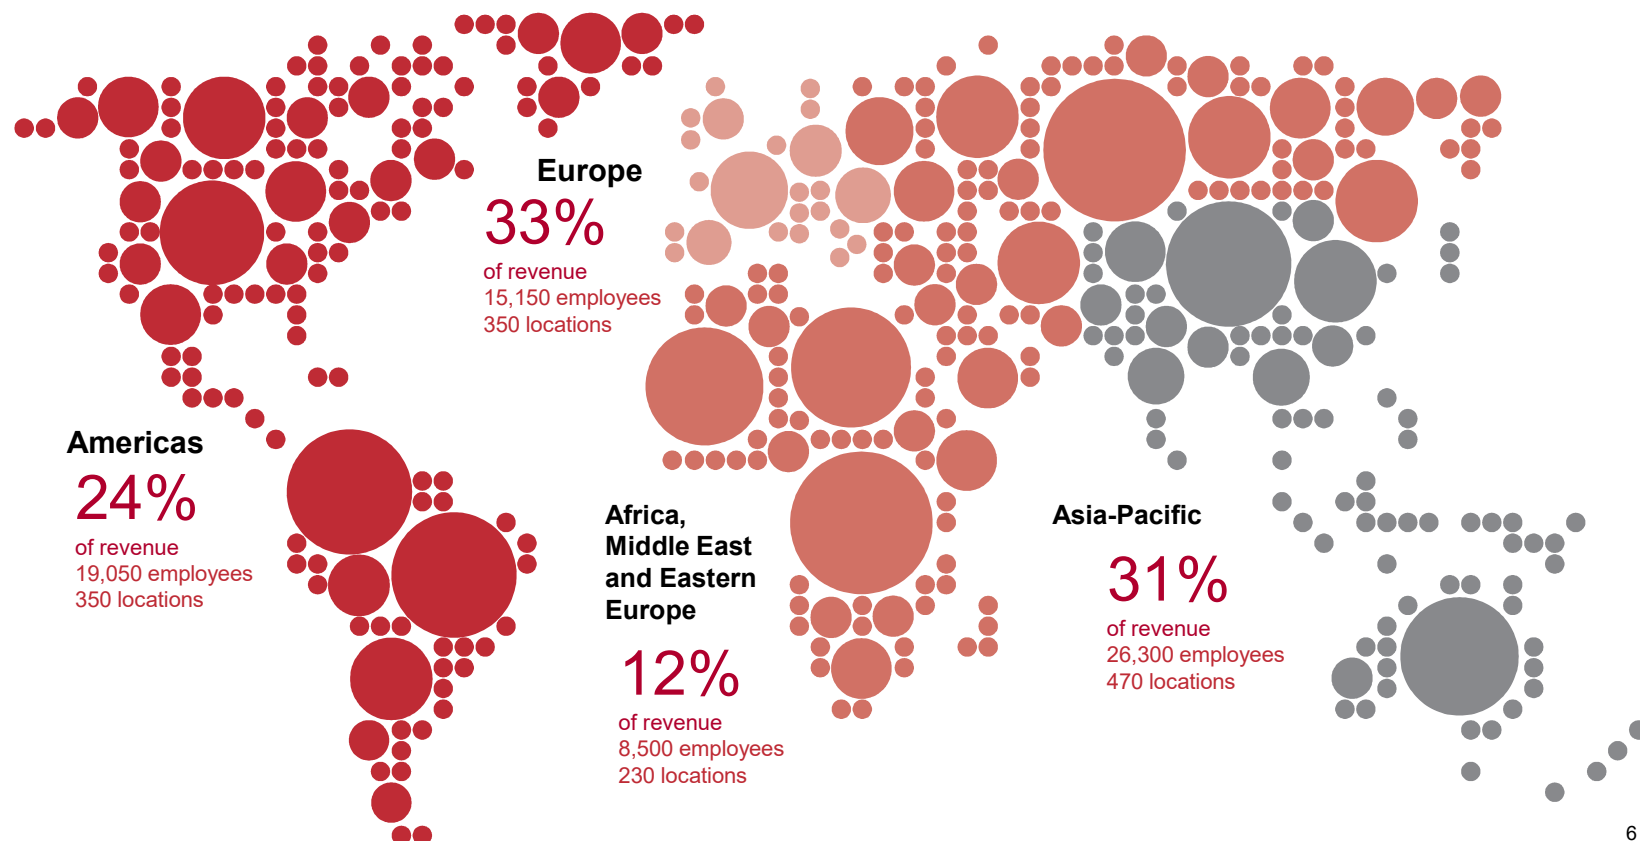 Europe
33%
of revenue
15,150 employees
350 locations
Americas
24%
of revenue
19,050 employees
350 locations
Africa,
Middle East
and Eastern
Europe
12%
of revenue
8,500 employees
230 locations
Asia-Pacific
31%
of revenue
26,300 employees
470 locations
6